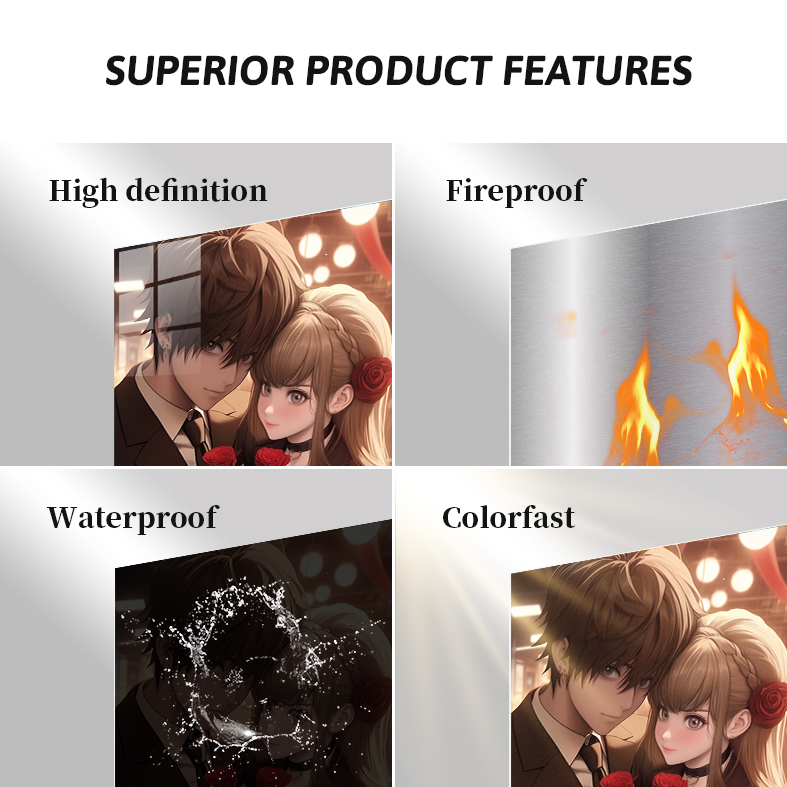 SUPERIOR PRODUCT FEATURES
High definition
Fireproof
Waterproof
Colorfast